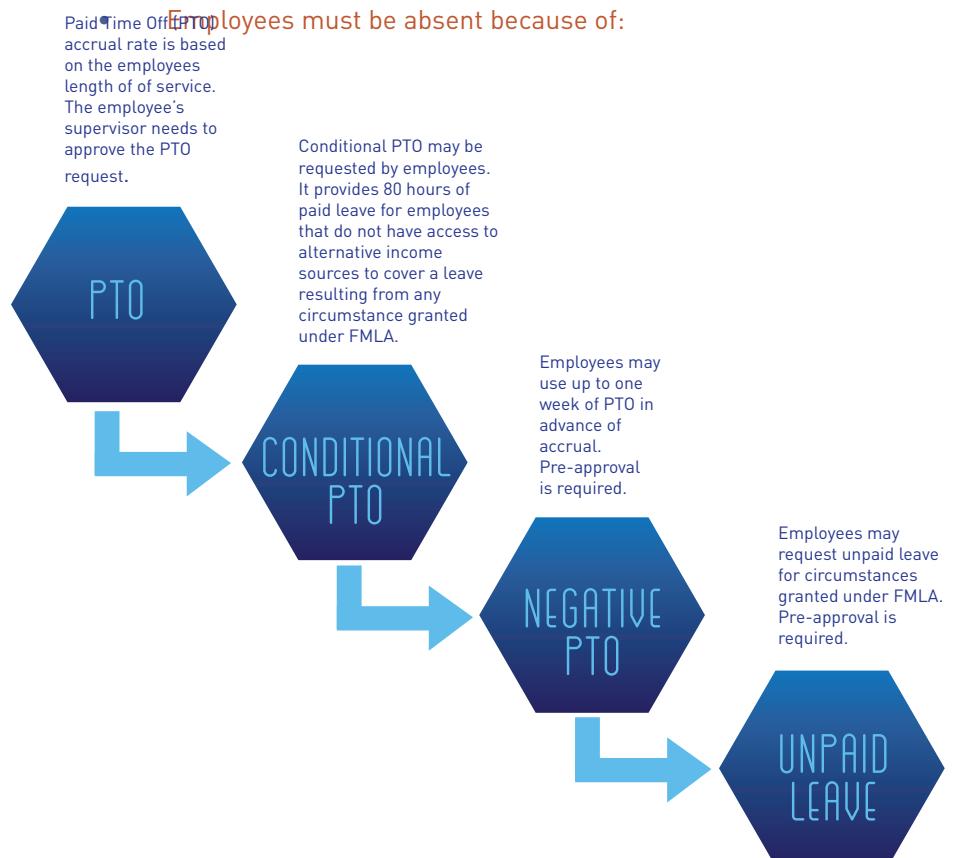 Employees must be absent because of:
Paid Time Off (PTO)
accrual rate is based
on the employees
length of of service.
The employee's
supervisor needs to
approve the PTO
request.
PTO
Conditional PTO may be
requested by employees.
It provides 80 hours of
paid leave for employees
that do not have access to
alternative income
sources to cover a leave
resulting from any
circumstance granted
under FMLA.
CONDITIONAL
PTO
Employees may
use up to one
week of PTO in
advance of
accrual.
Pre-approval
is required.
NEGATIVE
PTO
Employees may
request unpaid leave
for circumstances
granted under FMLA.
Pre-approval is
required.
UNPAID
LEAVE